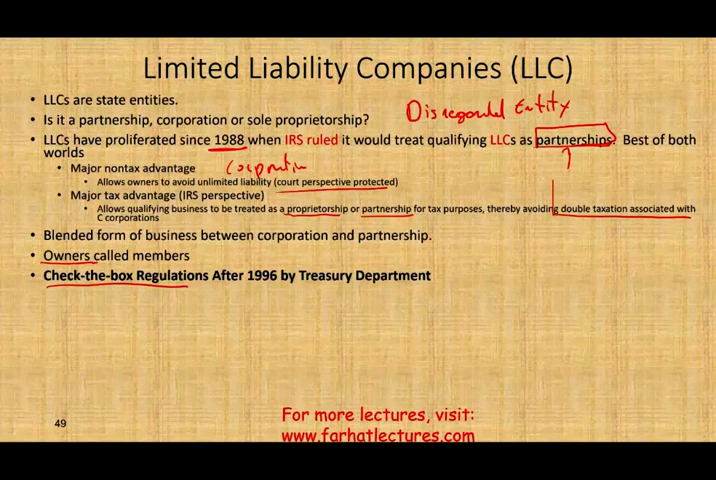 Limited Liability Companies (LLC)
• LLCs are state entities.
Disregarded Entity
• Is it a partnership, corporation or sole proprietorship?
• LLCs have proliferated since 1988 when IRS ruled it would treat qualifying LLCs as partnerships. Best of both
worlds
• Major nontax advantage
Corporation
• Allows owners to avoid unlimited liability (court perspective protected)
• Major tax advantage (IRS perspective)
• Allows qualifying business to be treated as a proprietorship or partnership for tax purposes, thereby avoiding double taxation associated with
C corporations
• Blended form of business between corporation and partnership.
• Owners called members
• Check-the-box Regulations After 1996 by Treasury Department
49
For more lectures, visit:
www.farhatlectures.com